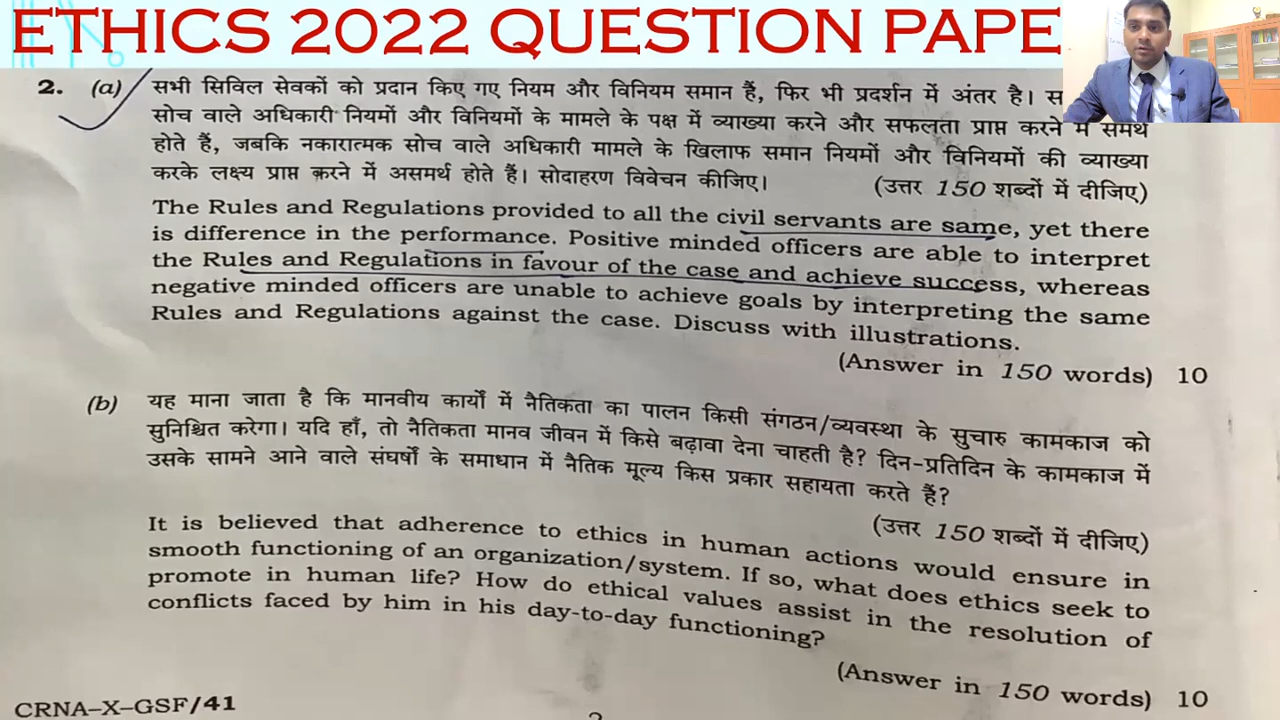 ETHICS 2022 QUESTION PAPE
2. (a) सभी सिविल सेवकों को प्रदान किए गए नियम और विनियम समान हैं, फिर भी प्रदर्शन में अंतर है। स
सोच वाले अधिकारी नियमों और विनियमों के मामले के पक्ष में व्याख्या करने और सफलता प्राप्त करने में समर्थ
होते हैं, जबकि नकारात्मक सोच वाले अधिकारी मामले के खिलाफ समान नियमों और विनियमों की व्याख्या
करके लक्ष्य प्राप्त करने में असमर्थ होते हैं। सोदाहरण विवेचन कीजिए। (उत्तर 150 शब्दों में दीजिए)
The Rules and Regulations provided to all the civil servants are same, yet there
is difference in the performance. Positive minded officers are able to interpret
the Rules and Regulations in favour of the case and achieve success, whereas
negative minded officers are unable to achieve goals by interpreting the same
Rules and Regulations against the case. Discuss with illustrations.
(Answer in 150 words) 10
(b) यह माना जाता है कि मानवीय कार्यों में नैतिकता का पालन किसी संगठन/व्यवस्था के सुचारु कामकाज को
सुनिश्चित करेगा। यदि हाँ, तो नैतिकता मानव जीवन में किसे बढ़ावा देना चाहती है? दिन-प्रतिदिन के कामकाज में
उसके सामने आने वाले संघर्षों के समाधान में नैतिक मूल्य किस प्रकार सहायता करते हैं?
(उत्तर 150 शब्दों में दीजिए)
It is believed that adherence to ethics in human actions would ensure in
smooth functioning of an organization/system. If so, what does ethics seek to
promote in human life? How do ethical values assist in the resolution of
conflicts faced by him in his day-to-day functioning?
(Answer in 150 words) 10
CRNA–X–GSF/41